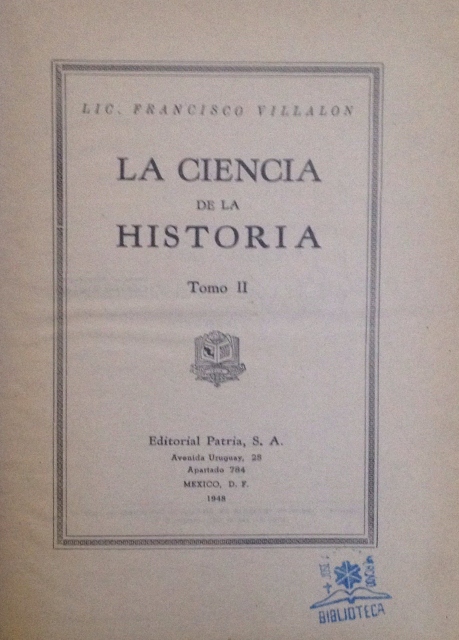 LIC. FRANCISCO VILLALON
LA CIENCIA
DE LA
HISTORIA
Tomo II
Editorial Patria, S. A.
Avenida Uruguay, 25
Apartado 784
MEXICO, D. F.
1948
BIBLIOTECA